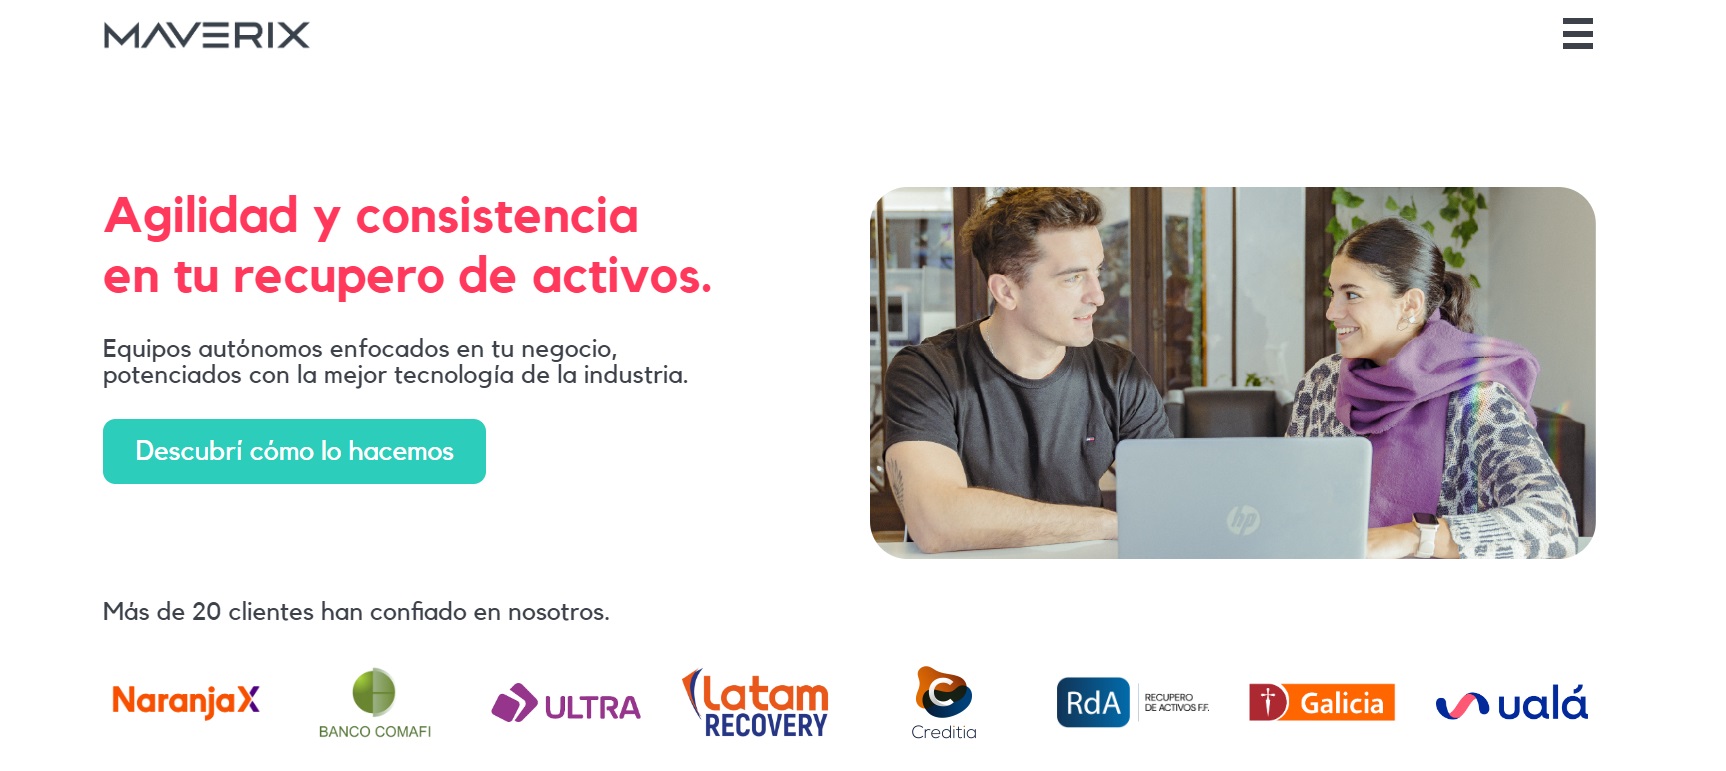 MAVERIX
Agilidad y consistencia
en tu recupero de activos.
Equipos autónomos enfocados en tu negocio,
potenciados con la mejor tecnología de la industria.
Descubrí cómo lo hacemos
hp
Más de 20 clientes han confiado en nosotros.
NaranjaX
BANCO COMAFI
ULTRA
Latam
RECOVERY
C
Creditia
RdA
RECUPERO
DE ACTIVOS F.F.
Galicia
ualá